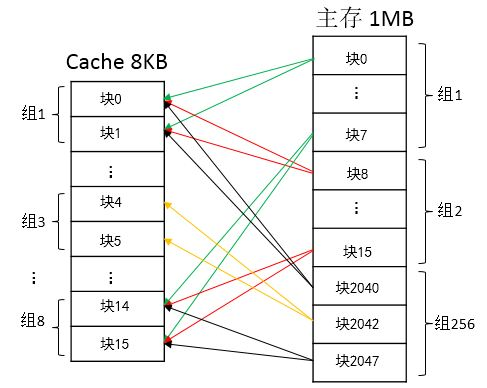 Cache 8KB
组1
块0
块1
⋮
组3
块4
块5
⋮
⋮
组8
块14
块15
主存 1MB
块0
⋮
块7
组1
块8
⋮
块15
组2
块2040
块2042
块2047
组256